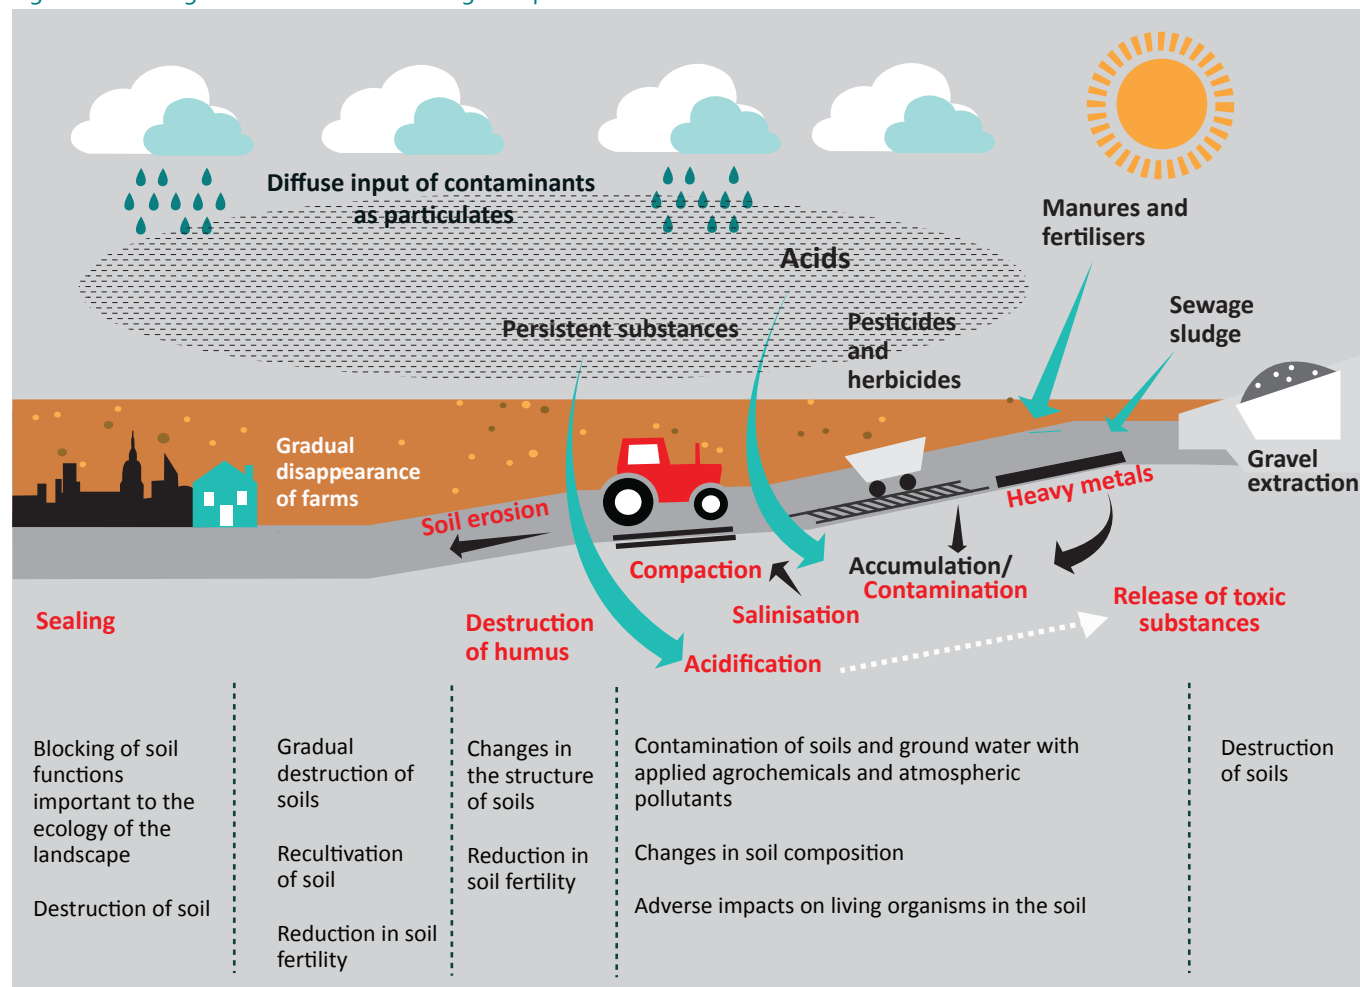 Diffuse input of contaminants
as particulates
Manures and
fertilisers
Acids
Sewage
sludge
Persistent substances
Pesticides
and
herbicides
Gradual
disappearance
of farms
Gravel
extraction
Soil erosion
Heavy metals
Compaction
Accumulation/
Contamination
Salinisation
Sealing
Destruction
of humus
Release of toxic
substances
Acidification
Blocking of soil
functions
important to the
ecology of the
landscape
Destruction of soil
Gradual
destruction of
soils
Recultivation
of soil
Reduction in soil
fertility
Changes in
the structure
of soils
Reduction in
soil fertility
Contamination of soils and ground water with
applied agrochemicals and atmospheric
pollutants
Changes in soil composition
Adverse impacts on living organisms in the soil
Destruction
of soils